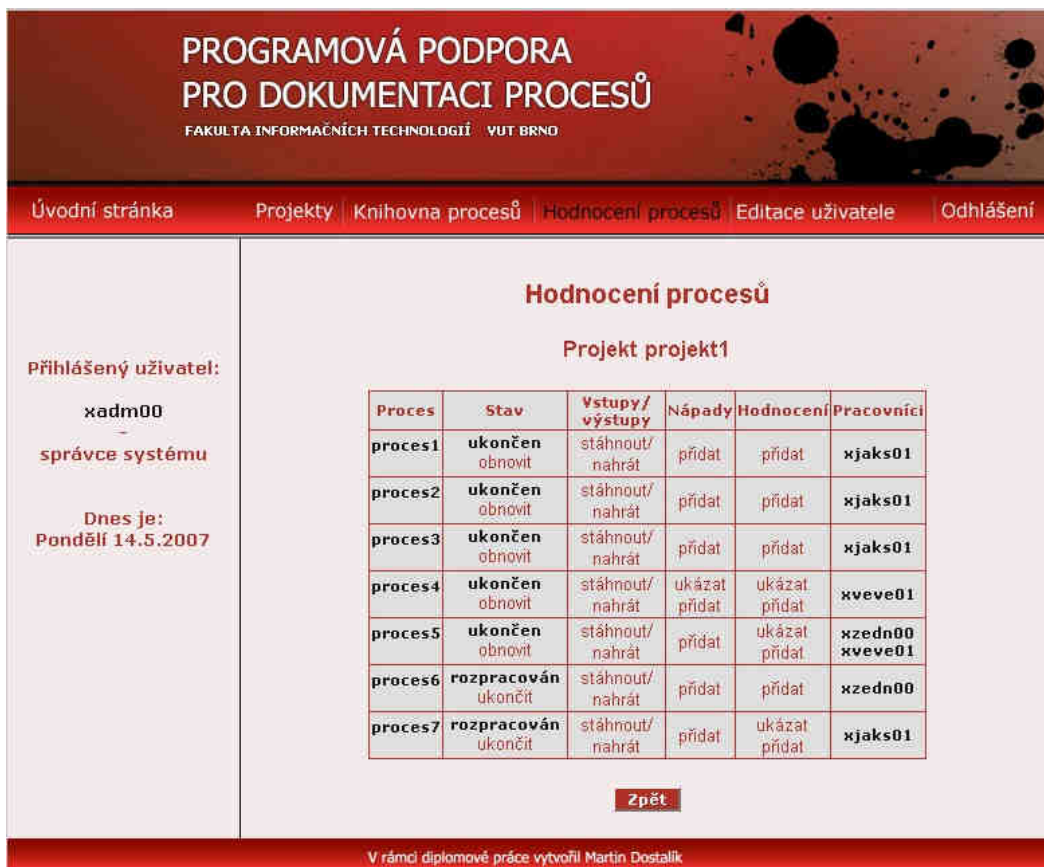 PROGRAMOVÁ PODPORA
PRO DOKUMENTACI PROCESŮ
FAKULTA INFORMAČNÍCH TECHNOLOGIÍ VUT BRNO
Úvodní stránka Projekty Knihovna procesů Hodnocení procesů Editace uživatele Odhlášení
Přihlášený uživatel:
xadm00
-
správce systému
Dnes je:
Pondělí 14.5.2007
Hodnocení procesů
Projekt projekt1
Proces Stav Vstupy/ výstupy Nápady Hodnocení Pracovníci
proces1 ukončen obnovit stáhnout/ nahrát přidat přidat xjaks01
proces2 ukončen obnovit stáhnout/ nahrát přidat přidat xjaks01
proces3 ukončen obnovit stáhnout/ nahrát přidat přidat xjaks01
proces4 ukončen obnovit stáhnout/ nahrát ukázat přidat ukázat přidat xveve01
proces5 ukončen obnovit stáhnout/ nahrát přidat ukázat přidat xzedn00 xveve01
proces6 rozpracován ukončit stáhnout/ nahrát přidat přidat xzedn00
proces7 rozpracován ukončit stáhnout/ nahrát přidat ukázat přidat xjaks01
Zpět
V rámci diplomové práce vytvořil Martin Dostalík